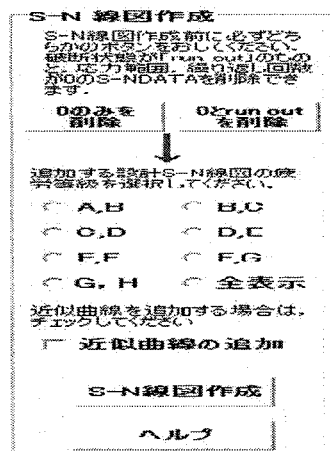 S-N 線図作成
S-N線図作成前に必ずどち
らかのボタンをおしてください。
破断状態が「run out」のもの
と、応力範囲、繰り返し回数
が0のS-NDATAを削除でき
ます。
0のみを
削除
0とrun out
を削除
追加する設計S-N線図の疲
労等級を選択してください。
A,B
B,C
C,D
D,E
F,F
F,G
G, H
全表示
近似曲線を追加する場合は,
チェックしてください
近似曲線の追加
S-N線図作成
ヘルプ